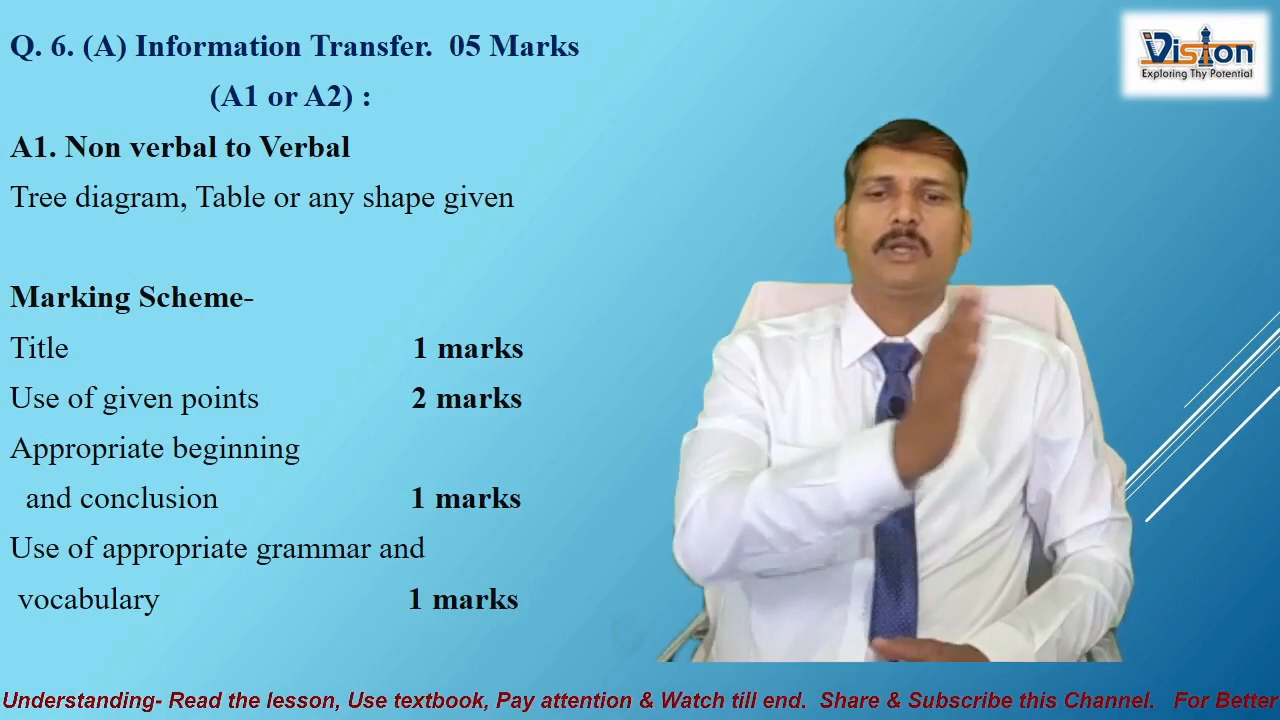 Q. 6. (A) Information Transfer. 05 Marks
(A1 or A2) :
A1. Non verbal to Verbal
Tree diagram, Table or any shape given
Marking Scheme-
Title 1 marks
Use of given points 2 marks
Appropriate beginning
and conclusion 1 marks
Use of appropriate grammar and
vocabulary 1 marks
Vision
Exploring Thy Potential
Understanding- Read the lesson, Use textbook, Pay attention & Watch till end. Share & Subscribe this Channel. For Better